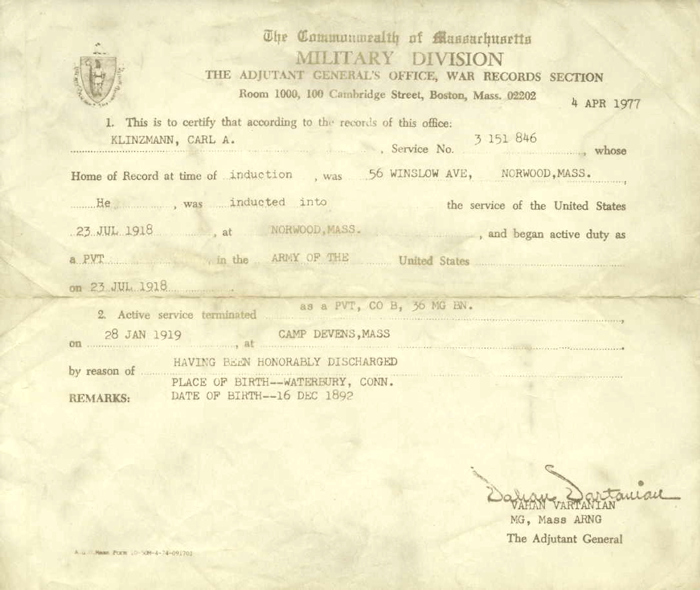 The Commonwealth of Massachusetts
MILITARY DIVISION
THE ADJUTANT GENERAL'S OFFICE, WAR RECORDS SECTION
Room 1000, 100 Cambridge Street, Boston, Mass. 02202
4 APR 1977
1. This is to certify that according to the records of this office:
KLINZMANN, CARL A. , Service No. 3 151 846 , whose
Home of Record at time of induction , was 56 WINSLOW AVE, NORWOOD,MASS. ,
He , was inducted into the service of the United States
23 JUL 1918 , at NORWOOD,MASS. , and began active duty as
a PVT in the ARMY OF THE United States
on 23 JUL 1918 .
2. Active service terminated as a PVT, CO B, 36 MG BN. ,
on 28 JAN 1919 , at CAMP DEVENS,MASS
by reason of HAVING BEEN HONORABLY DISCHARGED
PLACE OF BIRTH--WATERBURY, CONN.
REMARKS: DATE OF BIRTH--16 DEC 1892
Vahan Vartanian
VAHAN VARTANIAN
MG, Mass ARNG
The Adjutant General